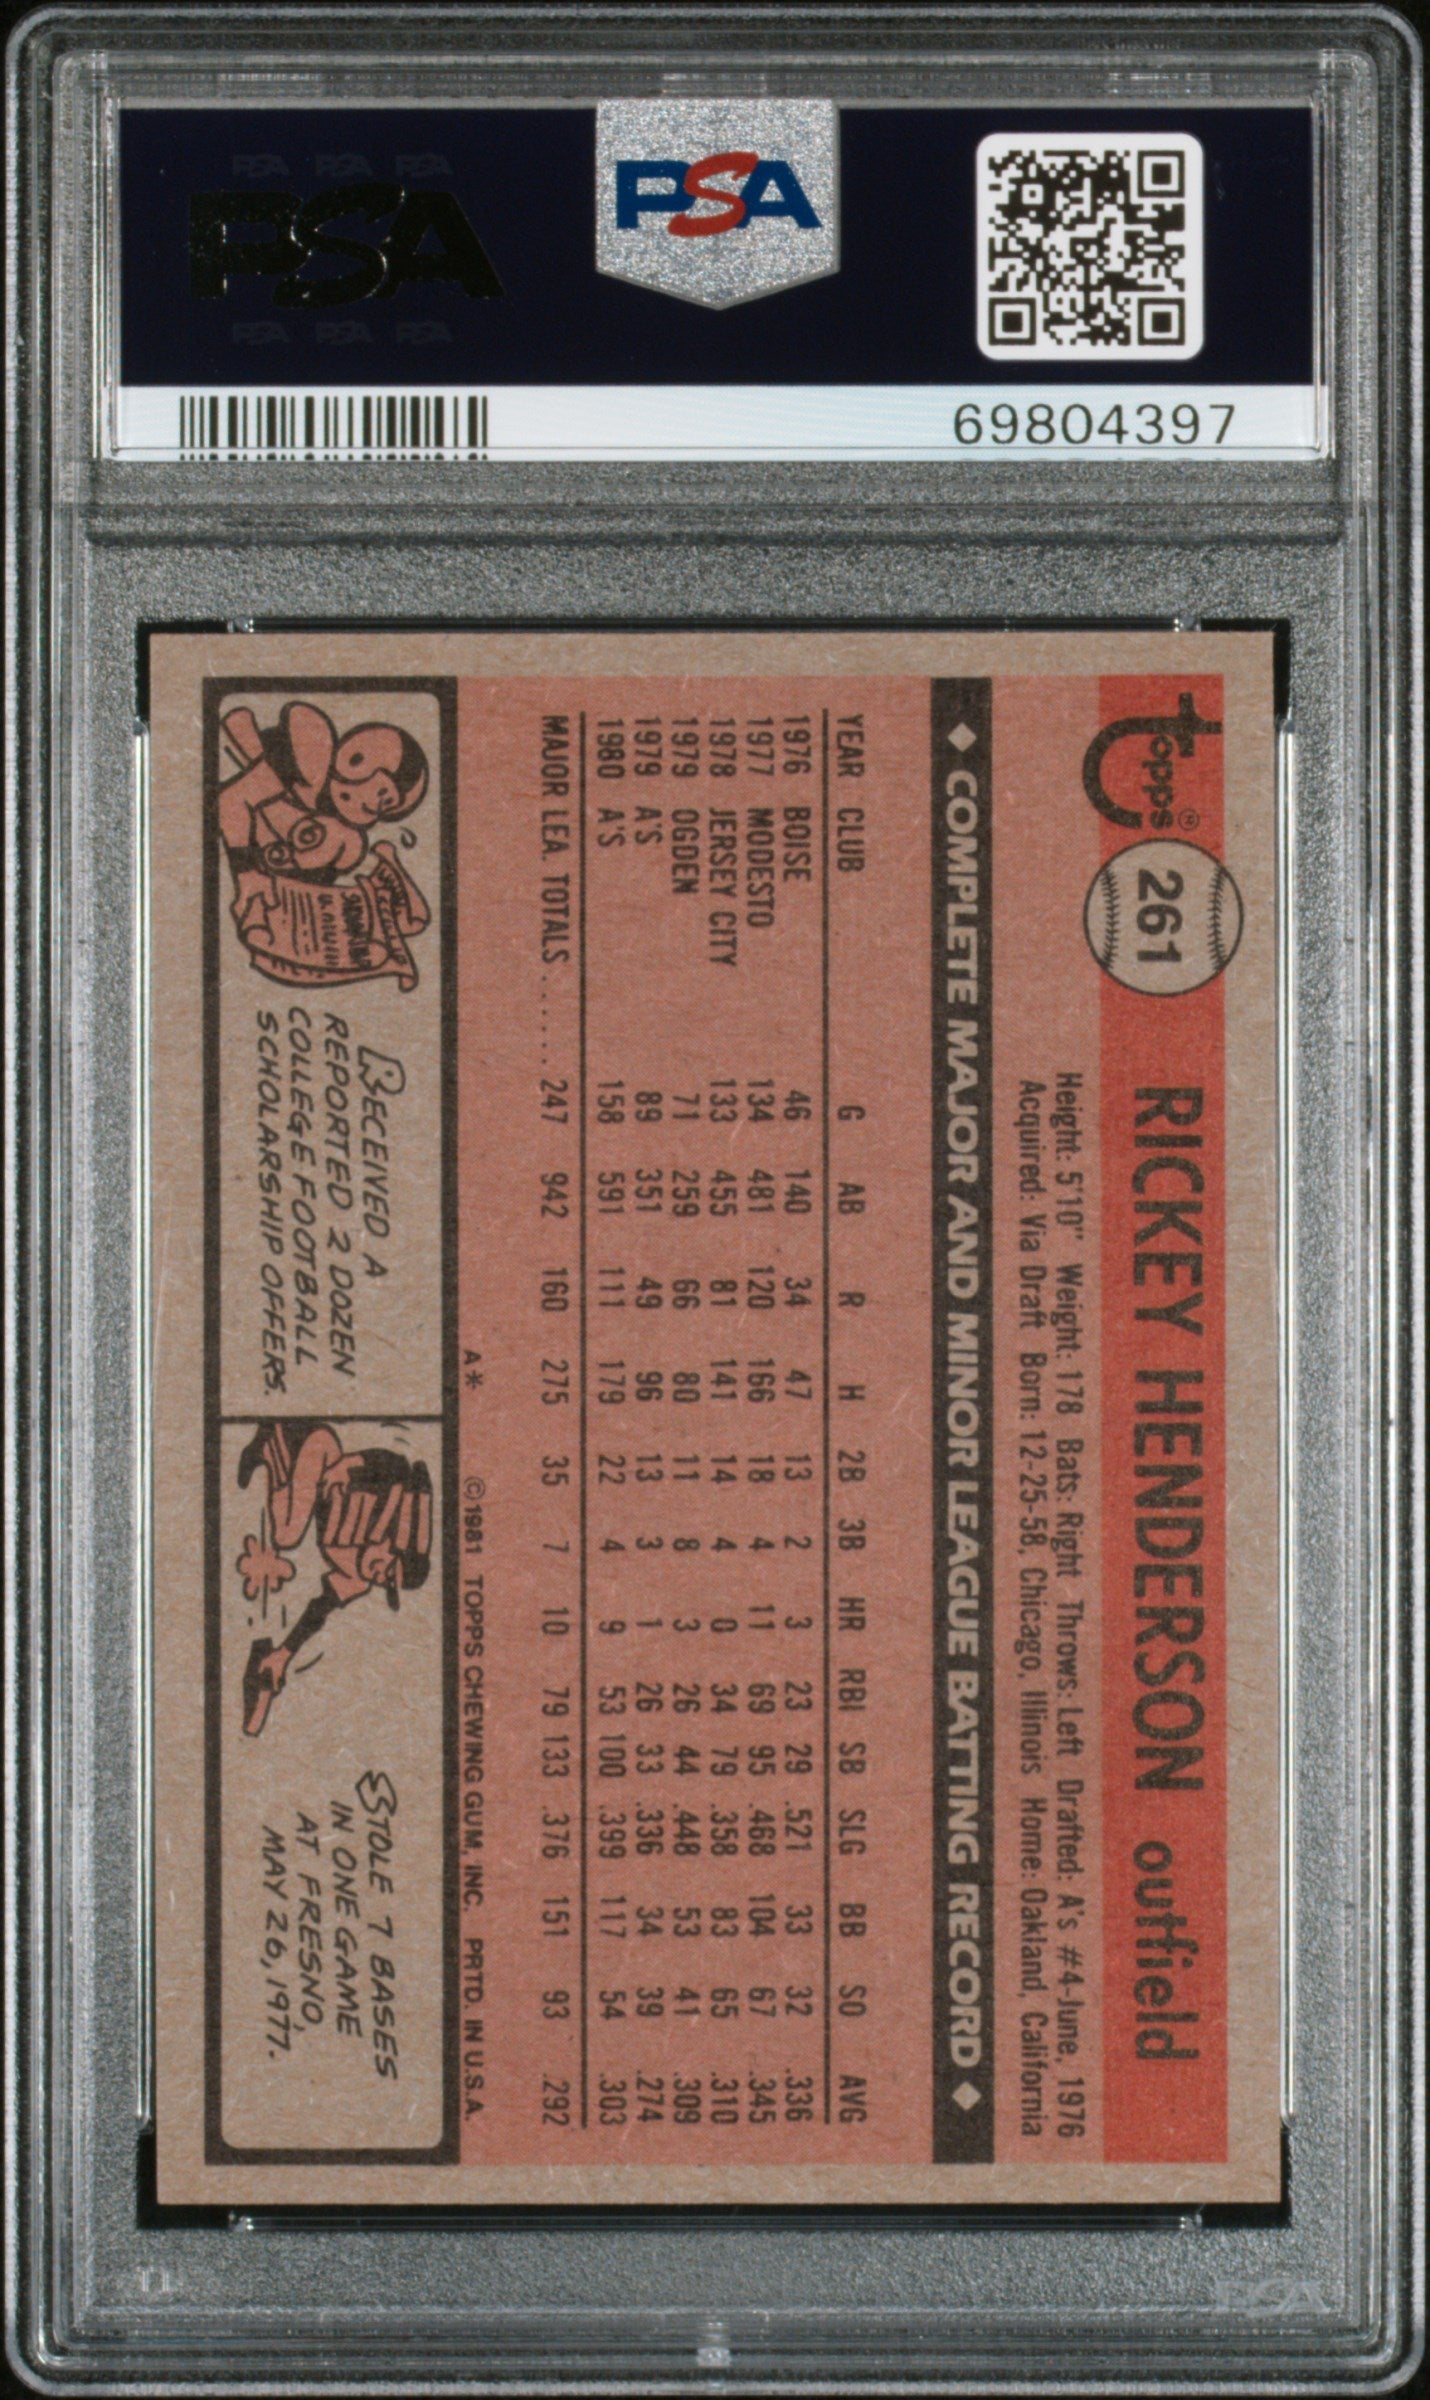 PSA PSA PSA
PSA
PSA PSA PSA
PSA
69804397
topps®
261
RICKEY HENDERSON outfield
Height: 5'10" Weight: 178 Bats: Right Throws: Left Drafted: A's #4-June, 1976
Acquired: Via Draft Born: 12-25-58, Chicago, Illinois Home: Oakland, California
◆ COMPLETE MAJOR AND MINOR LEAGUE BATTING RECORD ◆
YEAR CLUB G AB R H 2B 3B HR RBI SB SLG BB SO AVG
1976 BOISE 46 140 34 47 13 2 3 23 29 .521 33 32 .336
1977 MODESTO 134 481 120 166 18 4 11 69 95 .468 104 67 .345
1978 JERSEY CITY 133 455 81 141 14 4 0 34 79 .358 83 65 .310
1979 OGDEN 71 259 66 80 11 8 3 26 44 .448 53 41 .309
1979 A'S 89 351 49 96 13 3 1 26 33 .336 34 39 .274
1980 A'S 158 591 111 179 22 4 9 53 100 .399 117 54 .303
MAJOR LEA. TOTALS...... 247 942 160 275 35 7 10 79 133 .376 151 93 .292
A* ©1981 TOPPS CHEWING GUM, INC. PRTD. IN U.S.A.
RECEIVED A
REPORTED 2 DOZEN
COLLEGE FOOTBALL
SCHOLARSHIP OFFERS.
STOLE 7 BASES
IN ONE GAME
AT FRESNO,
MAY 26, 1977.
PSA